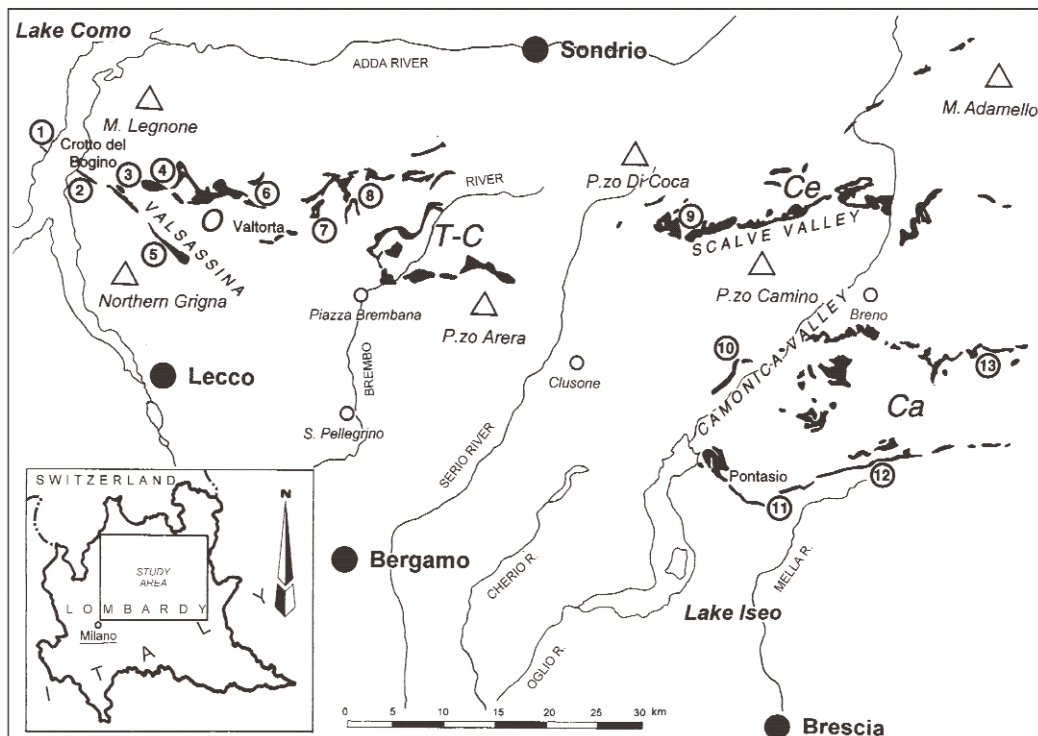 Lake Como
Sondrio
ADDA RIVER
M. Adamello
M. Legnone
1
Crotto del
Bogino
2
3
4
6
8
RIVER
P.zo Di Coca
Ce
9
SCALVE VALLEY
VALSASSINA
Valtorta
7
T-C
5
Northern Grigna
Piazza Brembana
P.zo Arera
P.zo Camino
Breno
10
CAMONICA VALLEY
13
Lecco
BREMBO
Clusone
Ca
S. Pellegrino
SERIO RIVER
Pontasio
12
11
SWITZERLAND
N
STUDY
AREA
LOMBARDY
Milano
ITALY
Bergamo
CHERIO R.
MELLA R.
Lake Iseo
OGLIO R.
0 5 10 15 20 25 30 km
Brescia